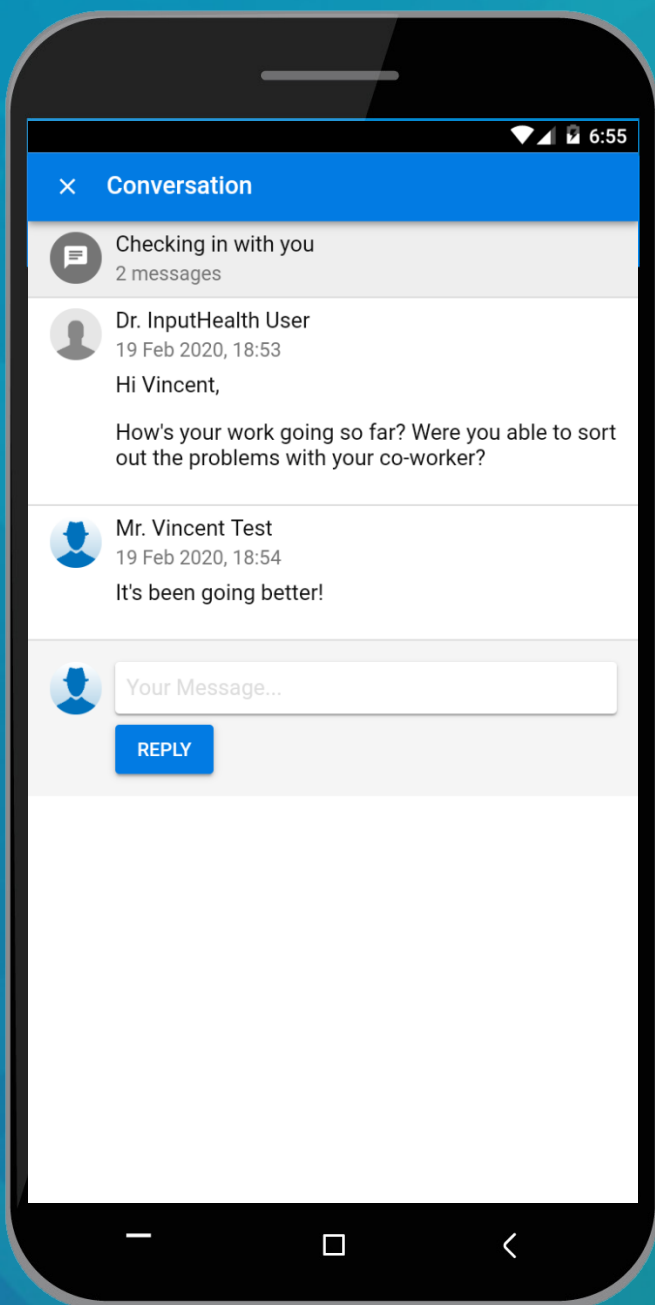 6:55
Conversation
Checking in with you
2 messages
Dr. InputHealth User
19 Feb 2020, 18:53
Hi Vincent,
How's your work going so far? Were you able to sort
out the problems with your co-worker?
Mr. Vincent Test
19 Feb 2020, 18:54
It's been going better!
Your Message...
REPLY